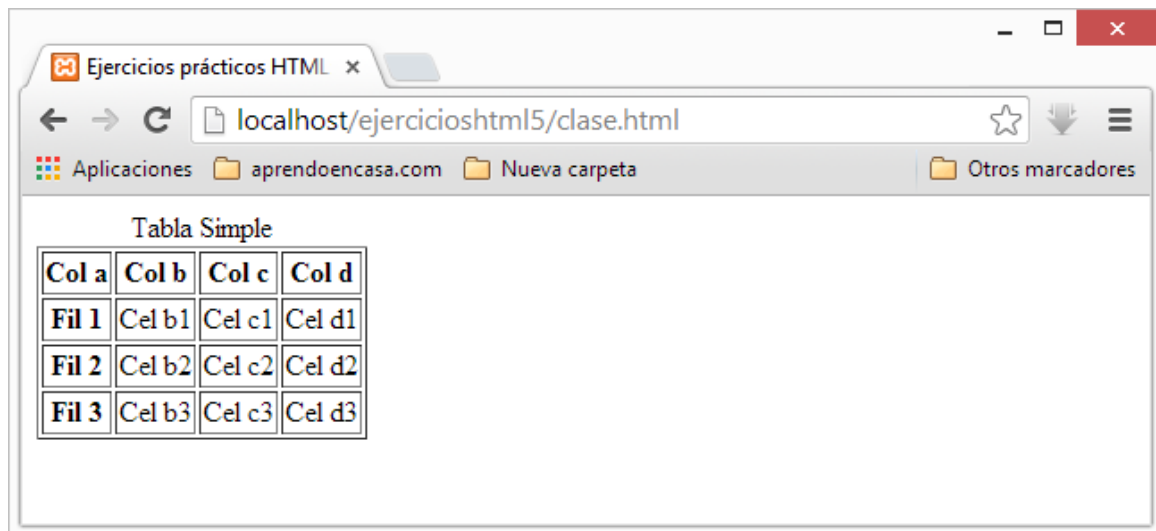 Ejercicios prácticos HTML
localhost/ejercicioshtml5/clase.html
Aplicaciones aprendoencasa.com Nueva carpeta Otros marcadores
Tabla Simple
Col a Col b Col c Col d
Fil 1 Cel b1 Cel c1 Cel d1
Fil 2 Cel b2 Cel c2 Cel d2
Fil 3 Cel b3 Cel c3 Cel d3